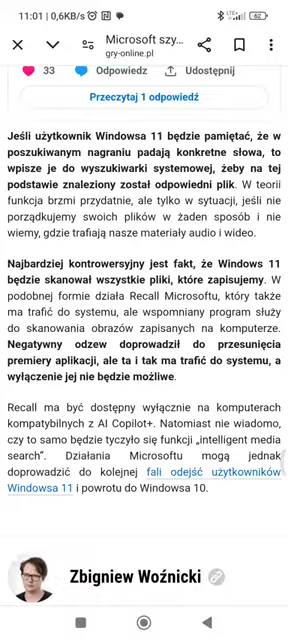 11:01 | 0,6KB/s
LTE+
62
Microsoft szy...
gry-online.pl
33 Odpowiedz Udostępnij
Przeczytaj 1 odpowiedź
Jeśli użytkownik Windowsa 11 będzie pamiętać, że w
poszukiwanym nagraniu padają konkretne słowa, to
wpisze je do wyszukiwarki systemowej, żeby na tej
podstawie znaleziony został odpowiedni plik. W teorii
funkcja brzmi przydatnie, ale tylko w sytuacji, jeśli nie
porządkujemy swoich plików w żaden sposób i nie
wiemy, gdzie trafiają nasze materiały audio i wideo.
Najbardziej kontrowersyjny jest fakt, że Windows 11
będzie skanował wszystkie pliki, które zapisujemy. W
podobnej formie działa Recall Microsoftu, który także
ma trafić do systemu, ale wspomniany program służy
do skanowania obrazów zapisanych na komputerze.
Negatywny odzew doprowadził do przesunięcia
premiery aplikacji, ale ta i tak ma trafić do systemu, a
wyłączenie jej nie będzie możliwe.
Recall ma być dostępny wyłącznie na komputerach
kompatybilnych z AI Copilot+. Natomiast nie wiadomo,
czy to samo będzie tyczyło się funkcji „intelligent media
search”. Działania Microsoftu mogą jednak
doprowadzić do kolejnej fali odejść użytkowników
Windowsa 11 i powrotu do Windowsa 10.
Zbigniew Woźnicki